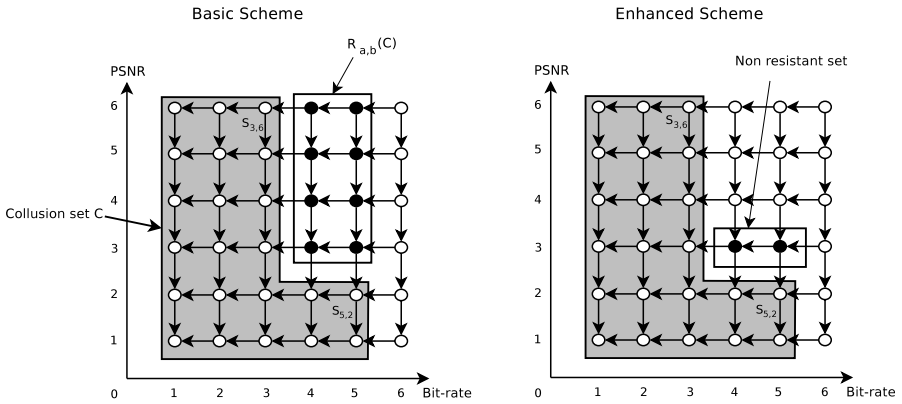 Basic Scheme
Enhanced Scheme
R a,b(C)
Non resistant set
PSNR
PSNR
6
S3,6
6
S3,6
5
5
4
4
Collusion set C
3
3
2
2
S5,2
S5,2
1
1
0 1 2 3 4 5 6 Bit-rate
0 1 2 3 4 5 6 Bit-rate